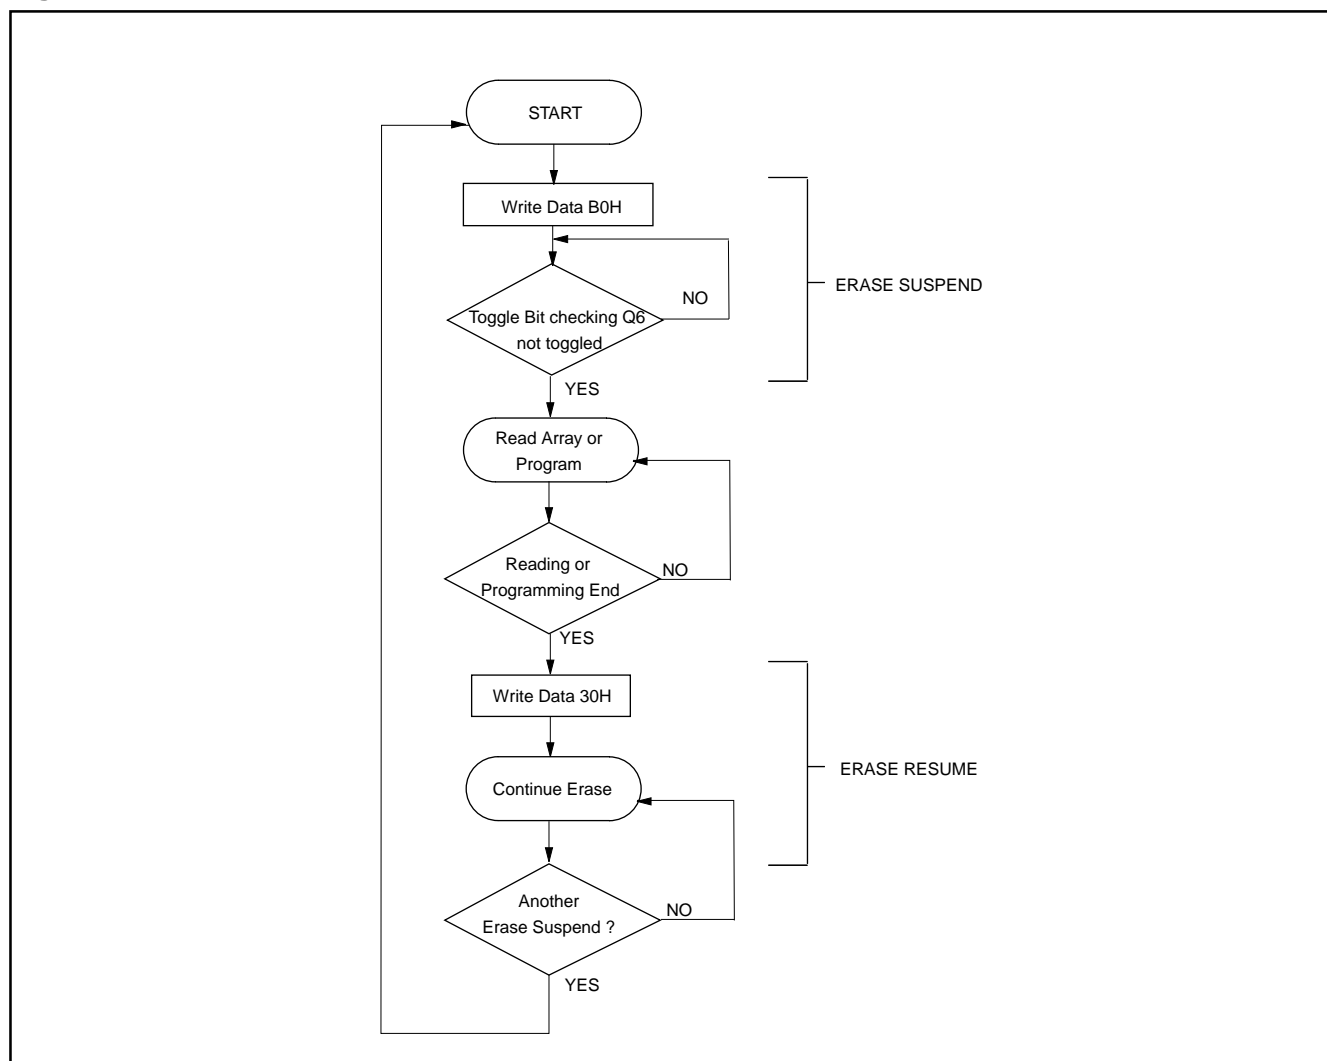 START
Write Data B0H
ERASE SUSPEND
NO
Toggle Bit checking Q6
not toggled
YES
Read Array or
Program
Reading or
NO
Programming End
YES
Write Data 30H
ERASE RESUME
Continue Erase
Another
NO
Erase Suspend ?
YES